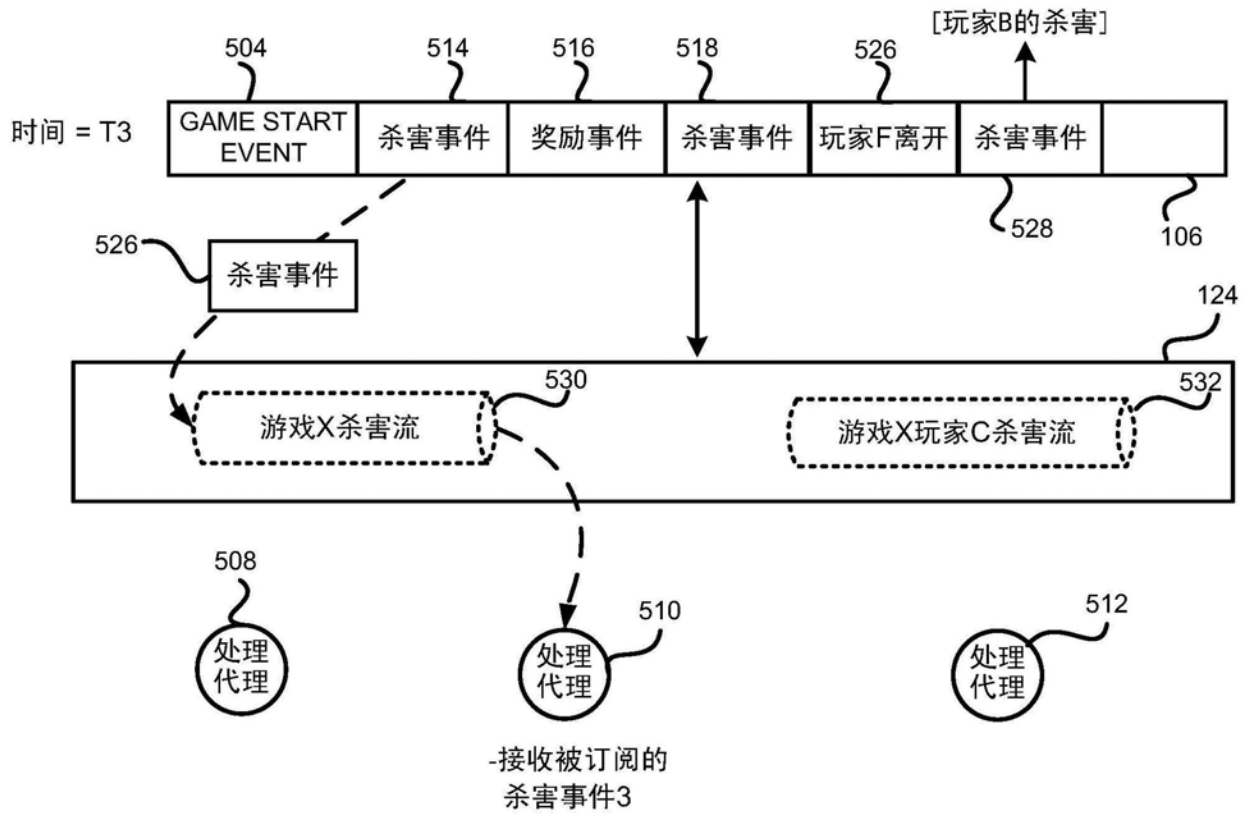 [玩家B的杀害]
504
514
516
518
526
时间 = T3
GAME START
EVENT
杀害事件
奖励事件
杀害事件
玩家F离开
杀害事件
526
杀害事件
528
106
124
游戏X杀害流
530
游戏X玩家C杀害流
532
508
510
512
处理
代理
处理
代理
处理
代理
-接收被订阅的
杀害事件3